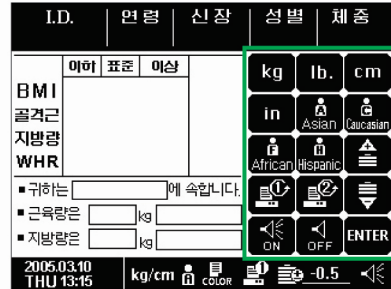 I.D. 연령 신장 성별 체중
이하 표준 이상
BMI
골격근
지방량
WHR
■귀하는 에 속합니다.
■근육량은 kg
■지방량은 kg
kg lb. cm
in A Asian C Caucasian
African Hispanic
1 2
ON OFF ENTER
2005.03.10
THU 13:15
kg/cm COLOR -0.5